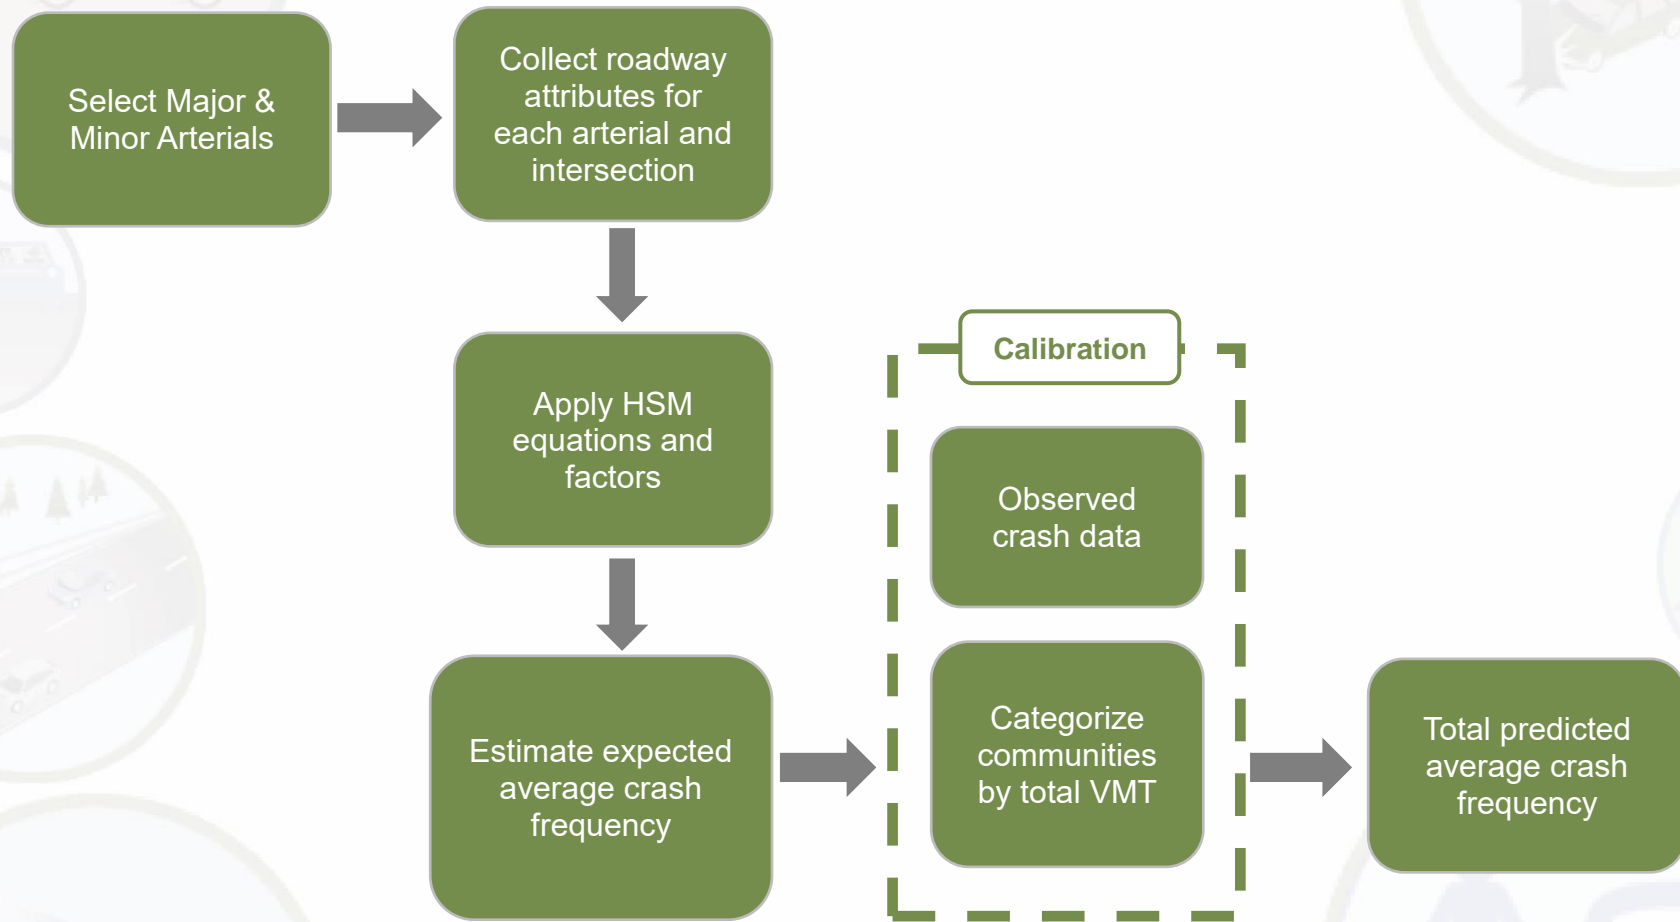 Select Major &
Minor Arterials
Collect roadway
attributes for
each arterial and
intersection
Apply HSM
equations and
factors
Estimate expected
average crash
frequency
Calibration
Observed
crash data
Categorize
communities
by total VMT
Total predicted
average crash
frequency